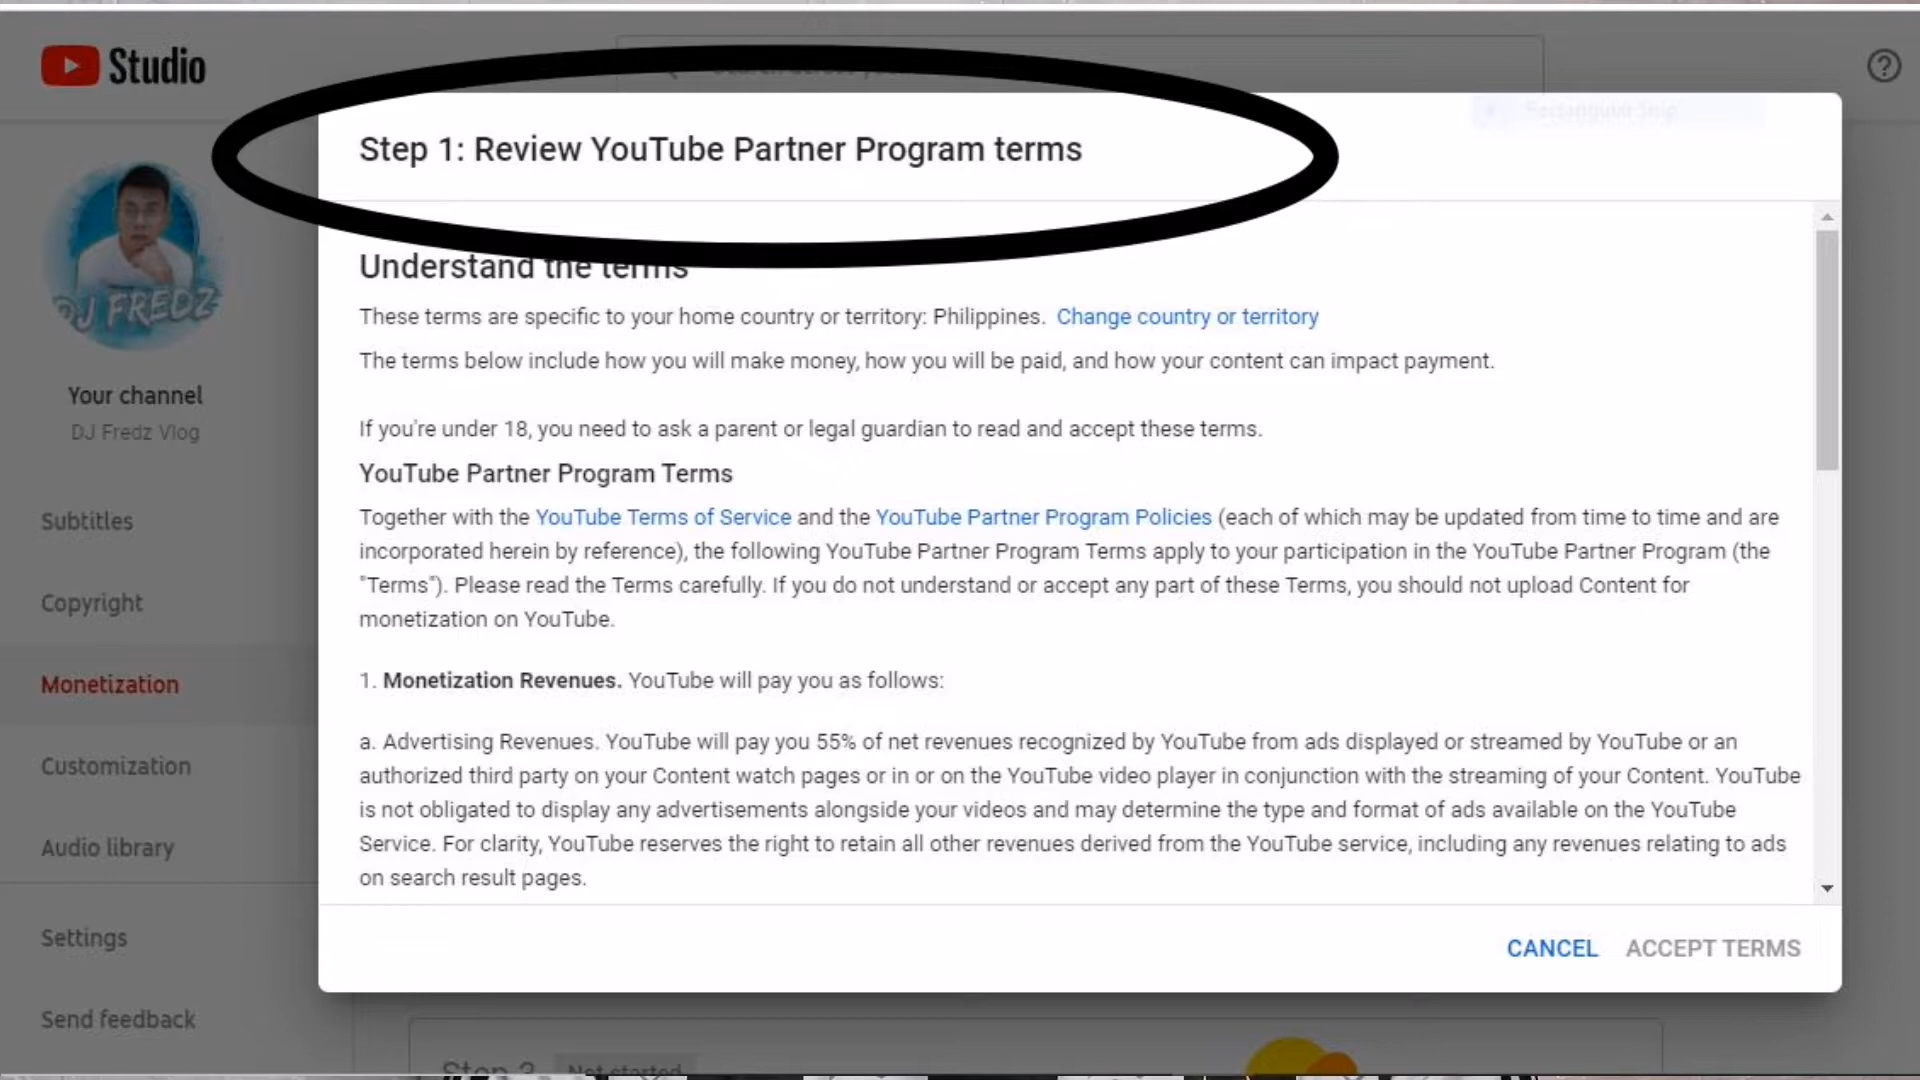 Studio
Step 1: Review YouTube Partner Program terms
Understand the terms
These terms are specific to your home country or territory: Philippines. Change country or territory
The terms below include how you will make money, how you will be paid, and how your content can impact payment.
If you're under 18, you need to ask a parent or legal guardian to read and accept these terms.
YouTube Partner Program Terms
Together with the YouTube Terms of Service and the YouTube Partner Program Policies (each of which may be updated from time to time and are
incorporated herein by reference), the following YouTube Partner Program Terms apply to your participation in the YouTube Partner Program (the
"Terms"). Please read the Terms carefully. If you do not understand or accept any part of these Terms, you should not upload Content for
monetization on YouTube.
1. Monetization Revenues. YouTube will pay you as follows:
a. Advertising Revenues. YouTube will pay you 55% of net revenues recognized by YouTube from ads displayed or streamed by YouTube or an
authorized third party on your Content watch pages or in or on the YouTube video player in conjunction with the streaming of your Content. YouTube
is not obligated to display any advertisements alongside your videos and may determine the type and format of ads available on the YouTube
Service. For clarity, YouTube reserves the right to retain all other revenues derived from the YouTube service, including any revenues relating to ads
on search result pages.
CANCEL ACCEPT TERMS
DJ FREDZ
Your channel
DJ Fredz Vlog
Subtitles
Copyright
Monetization
Customization
Audio library
Settings
Send feedback
Rectangular Snip
Not started